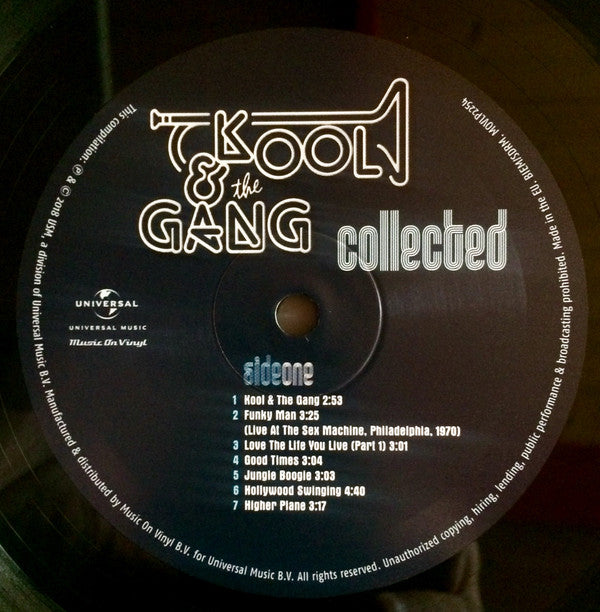 KOOL
& the
GANG
collected
UNIVERSAL
UNIVERSAL MUSIC
Music On Vinyl
sideone
1 Kool & The Gang 2:53
2 Funky Man 3:25
(Live At The Sex Machine, Philadelphia, 1970)
3 Love The Life You Live (Part 1) 3:01
4 Good Times 3:04
5 Jungle Boogie 3:03
6 Hollywood Swinging 4:40
7 Higher Plane 3:17
This compilation: ℗ & © 2018 USM, a division of Universal Music B.V. Manufactured & distributed by Music On Vinyl B.V. for Universal Music B.V. All rights reserved. Unauthorized copying, hiring, lending, public performance & broadcasting prohibited. Made in the EU. BIEM/SDRM, MOVLP2254